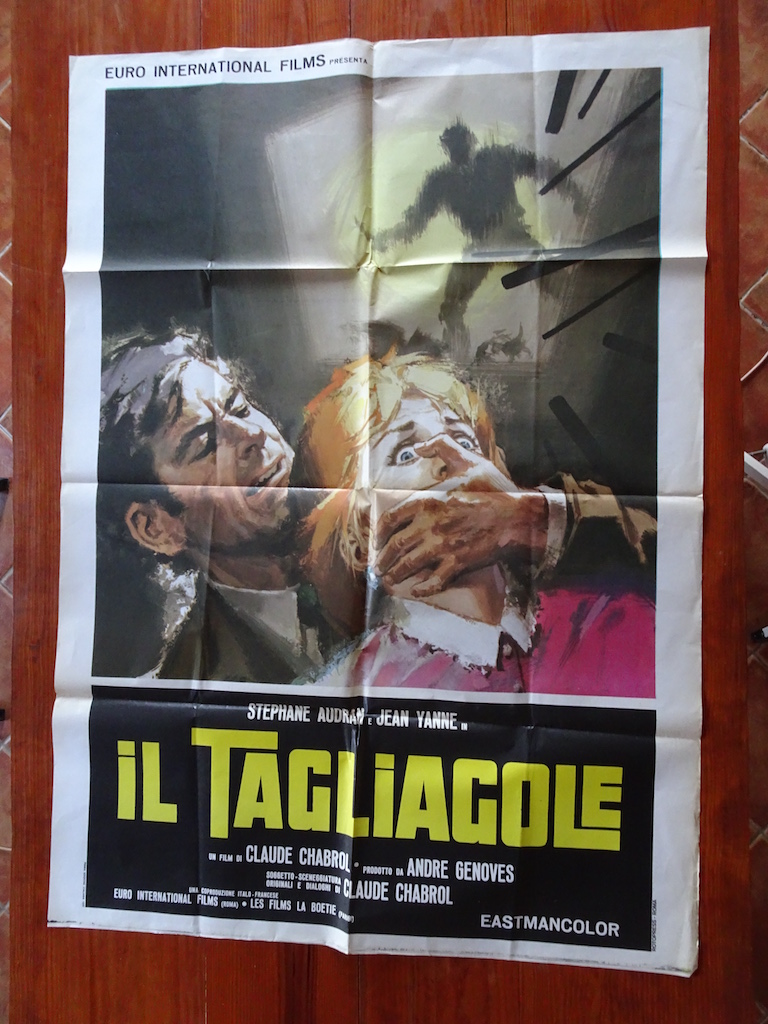 EURO INTERNATIONAL FILMS PRESENTA
STEPHANE AUDRAN E JEAN YANNE IN
IL TAGLIAGOLE
UN FILM DI CLAUDE CHABROL • PRODOTTO DA ANDRE GENOVES
SOGGETTO-SCENEGGIATURA
ORIGINALI E DIALOGHI DI CLAUDE CHABROL
UNA COPRODUZIONE ITALO-FRANCESE
EURO INTERNATIONAL FILMS (ROMA) • LES FILMS LA BOETIE (PARIGI)
EASTMANCOLOR